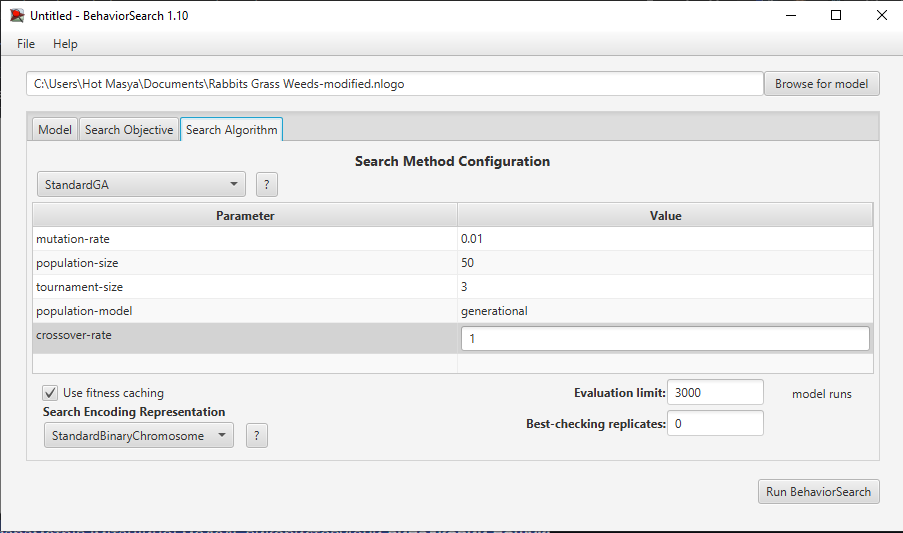 Untitled - BehaviorSearch 1.10
File Help
C:\Users\Hot Masya\Documents\Rabbits Grass Weeds-modified.nlogo Browse for model
Model Search Objective Search Algorithm
Search Method Configuration
StandardGA ?
Parameter Value
mutation-rate 0.01
population-size 50
tournament-size 3
population-model generational
crossover-rate 1
Use fitness caching Evaluation limit: 3000 model runs
Search Encoding Representation
Best-checking replicates: 0
StandardBinaryChromosome ?
Run BehaviorSearch